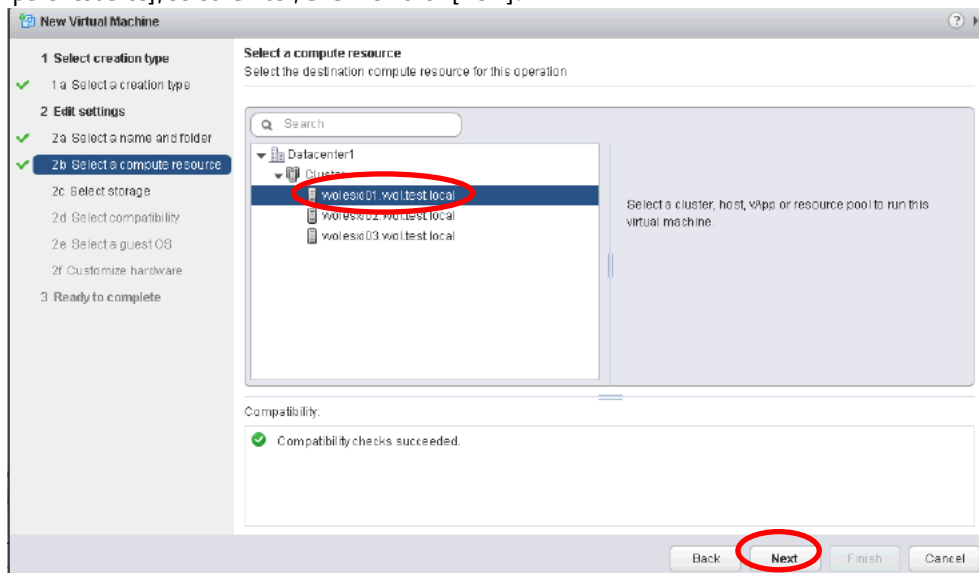 New Virtual Machine
1 Select creation type
1a Select a creation type
2 Edit settings
2a Select a name and folder
2b Select a compute resource
2c Select storage
2d Select compatibility
2e Select a guest OS
2f Customize hardware
3 Ready to complete
Select a compute resource
Select the destination compute resource for this operation
Search
Datacenter1
Cluster
wolesxi01.wol.test.local
wolesxi02.wol.test.local
wolesxi03.wol.test.local
Select a cluster, host, vApp or resource pool to run this
virtual machine.
Compatibility:
Compatibility checks succeeded.
Back Next Finish Cancel